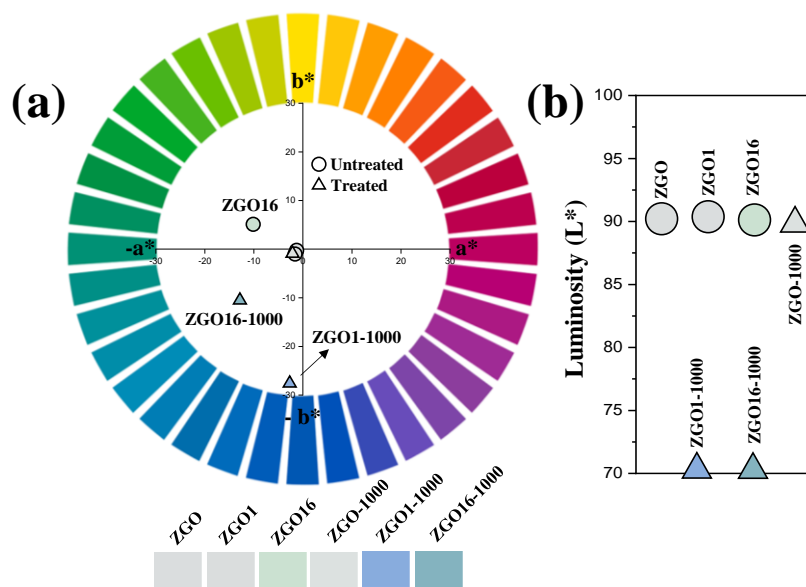 (a)
b*
30
20
10
0
-10
-20
-30
-30
-20
-10
0
10
20
30
-a*
a*
- b*
Untreated
Treated
ZGO16
ZGO16-1000
ZGO1-1000
ZGO
ZGO1
ZGO16
ZGO-1000
ZGO1-1000
ZGO16-1000
(b)
Luminosity (L*)
100
95
90
85
80
75
70
ZGO
ZGO1
ZGO16
ZGO-1000
ZGO1-1000
ZGO16-1000